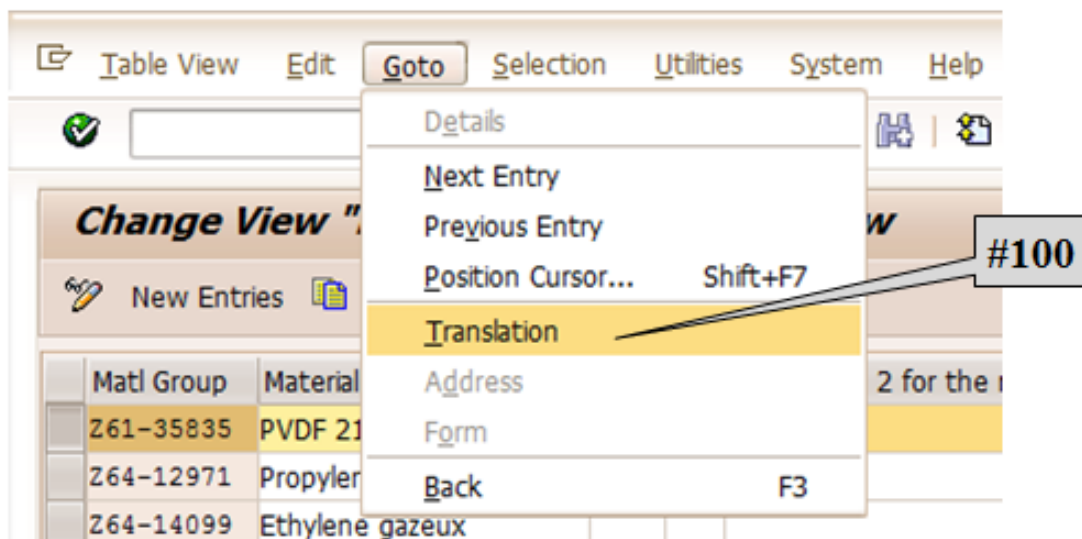 Table View Edit Goto Selection Utilities System Help
Details
Next Entry
Change View "
Previous Entry
#100
New Entries
Position Cursor... Shift+F7
Translation
Matl Group Material
Address
2 for the
Z61-35835 PVDF 21
Form
Z64-12971 Propylen
Back F3
Z64-14099 Ethylene gazeux